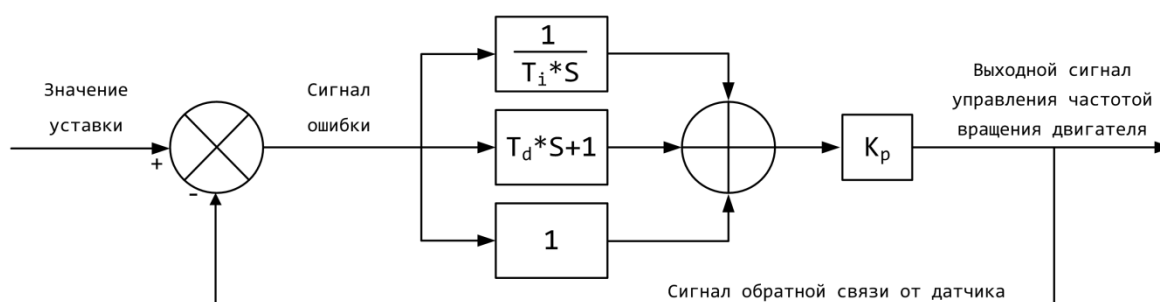 Значение
уставки
+
-
Сигнал
ошибки
1
T_i*S
T_d*S+1
1
K_p
Выходной сигнал
управления частотой
вращения двигателя
Сигнал обратной связи от датчика